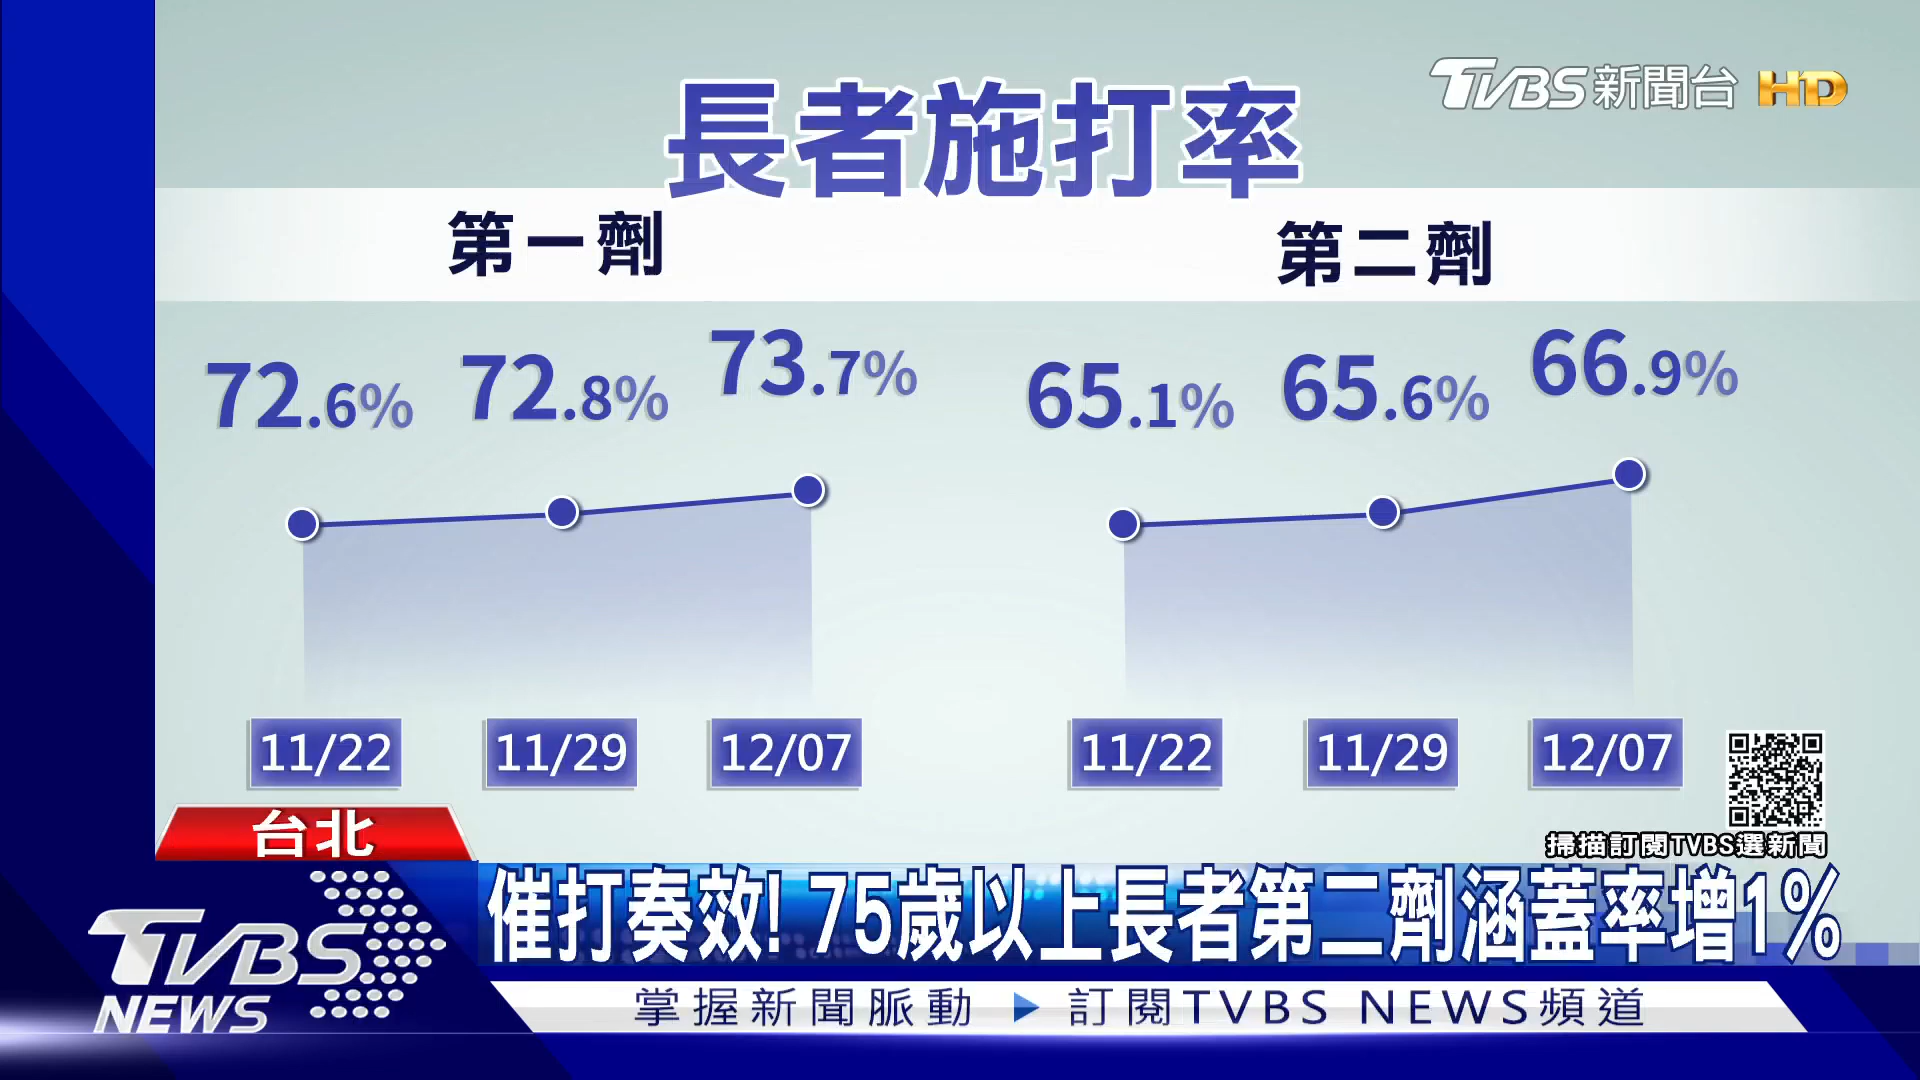 長者施打率
TVBS新聞台 HD
第一劑
第二劑
72.6% 72.8% 73.7%
65.1% 65.6% 66.9%
11/22 11/29 12/07
11/22 11/29 12/07
掃描訂閱TVBS選新聞
台北
催打奏效! 75歲以上長者第二劑涵蓋率增1%
TVBS
NEWS
掌握新聞脈動 ▶ 訂閱TVBS NEWS頻道